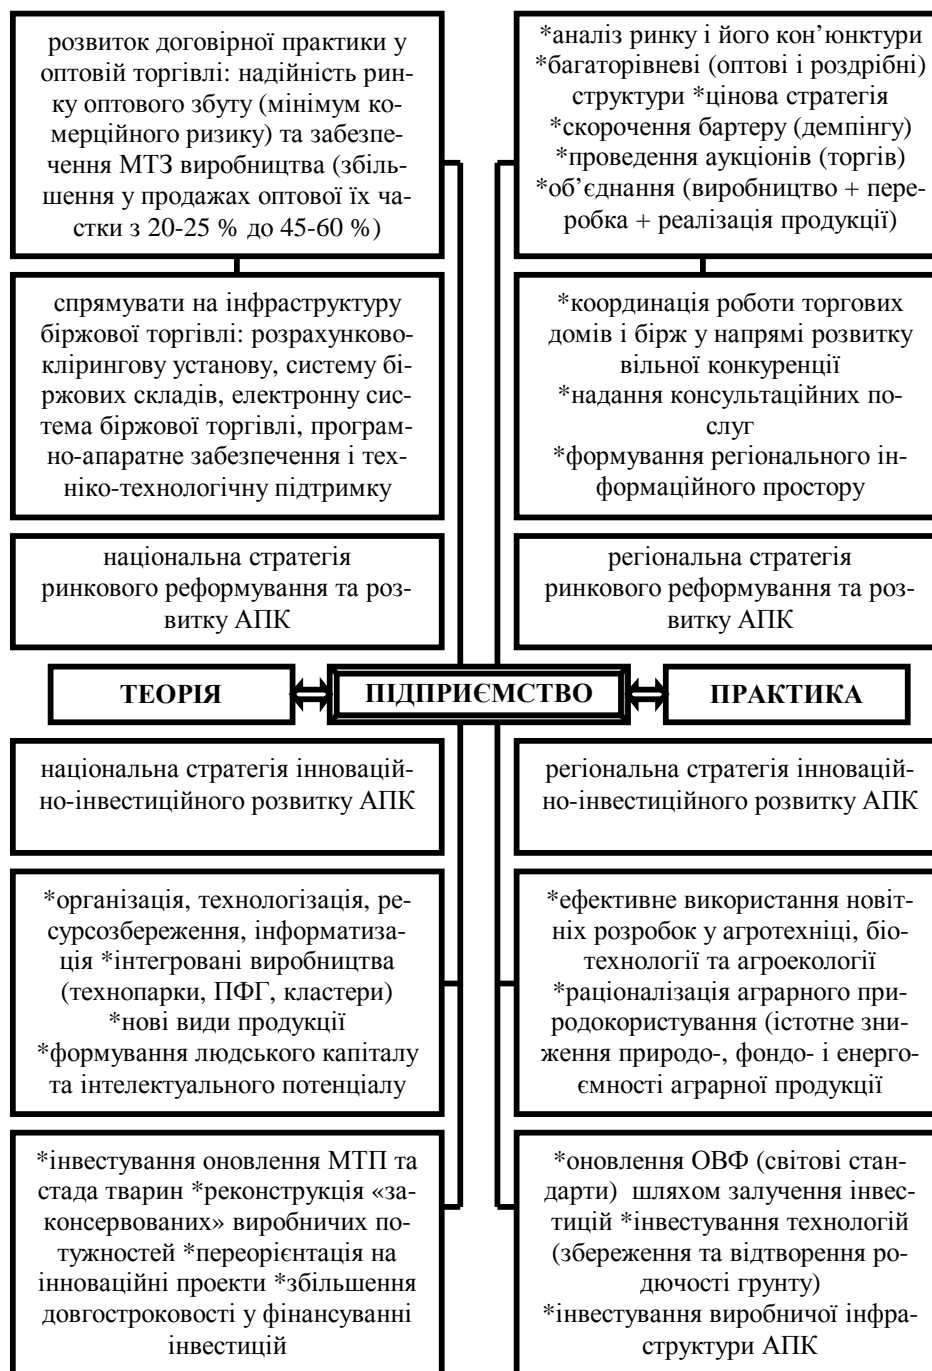 розвиток договірної практики у
оптовій торгівлі: надійність рин-
ку оптового збуту (мінімум ко-
мерційного ризику) та забезпе-
чення МТЗ виробництва (збіль-
шення у продажах оптової їх ча-
стки з 20-25 % до 45-60 %)
*аналіз ринку і його кон’юнктури
*багаторівневі (оптові і роздрібні)
структури *цінова стратегія
*скорочення бартеру (демпінгу)
*проведення аукціонів (торгів)
*об’єднання (виробництво + пере-
робка + реалізація продукції)
спрямувати на інфраструктуру
біржової торгівлі: розрахунково-
клірингову установу, систему бі-
ржових складів, електронну сис-
тема біржової торгівлі, програм-
но-апаратне забезпечення і тех-
ніко-технологічну підтримку
*координація роботи торгових
домів і бірж у напрямі розвитку
вільної конкуренції
*надання консультаційних по-
слуг
*формування регіонального ін-
формаційного простору
національна стратегія
ринкового реформування та роз-
витку АПК
регіональна стратегія
ринкового реформування та роз-
витку АПК
ТЕОРІЯ
ПІДПРИЄМСТВО
ПРАКТИКА
національна стратегія інновацій-
но-інвестиційного розвитку АПК
регіональна стратегія інновацій-
но-інвестиційного розвитку АПК
*організація, технологізація, ре-
сурсозбереження, інформатиза-
ція *інтегровані виробництва
(технопарки, ПФГ, кластери)
*нові види продукції
*формування людського капіталу
та інтелектуального потенціалу
*ефективне використання новіт-
ніх розробок у агротехніці, біо-
технології та агроекології
*раціоналізація аграрного при-
родокористування (істотне зни-
ження природо-, фондо- і енерго-
ємності аграрної продукції
*інвестування оновлення МТП та
стада тварин *реконструкція «за-
консервованих» виробничих по-
тужностей *переорієнтація на
інноваційні проекти *збільшення
довгостроковості у фінансуванні
інвестицій
*оновлення ОВФ (світові стан-
дарти) шляхом залучення інвес-
тицій *інвестування технологій
(збереження та відтворення ро-
дючості грунту)
*інвестування виробничої інфра-
структури АПК